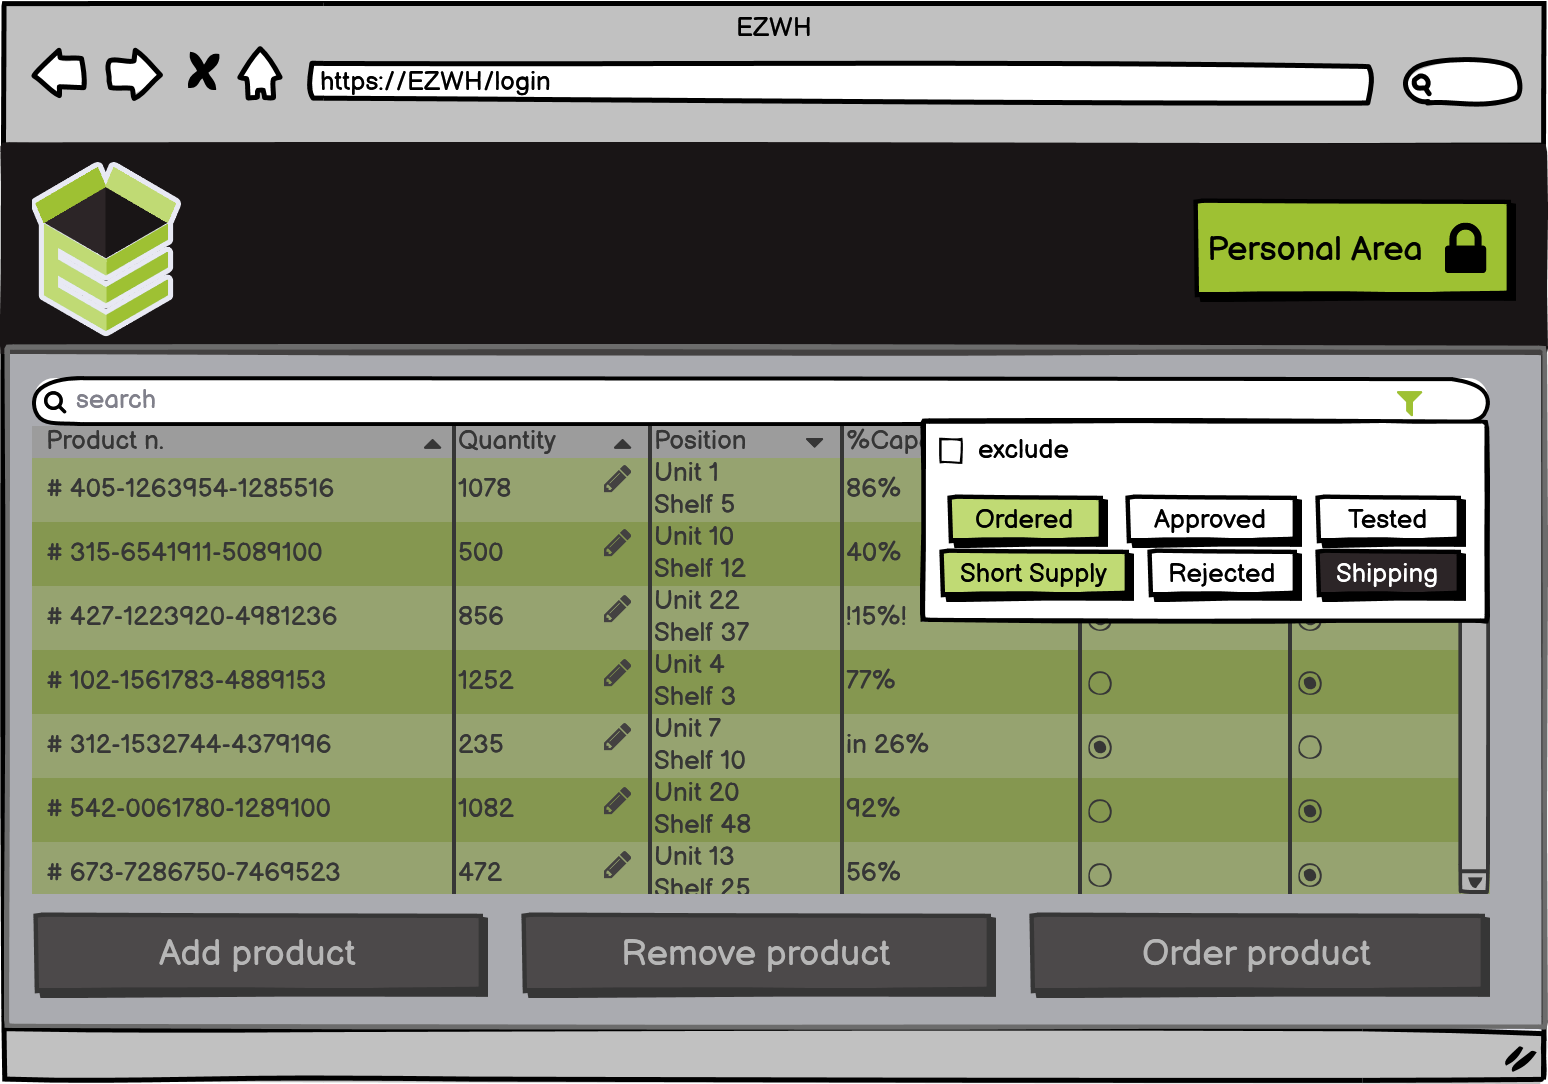 EZWH
https://EZWH/login
Personal Area
search
Product n. Quantity Position %Cap
exclude
# 405-1263954-1285516 1078 Unit 1 86%
Shelf 5
Ordered Approved Tested
# 315-6541911-5089100 500 Unit 10 40%
Shelf 12
Short Supply Rejected Shipping
# 427-1223920-4981236 856 Unit 22 !15%!
Shelf 37
# 102-1561783-4889153 1252 Unit 4 77%
Shelf 3
# 312-1532744-4379196 235 Unit 7 in 26%
Shelf 10
# 542-0061780-1289100 1082 Unit 20 92%
Shelf 48
# 673-7286750-7469523 472 Unit 13 56%
Shelf 25
Add product Remove product Order product